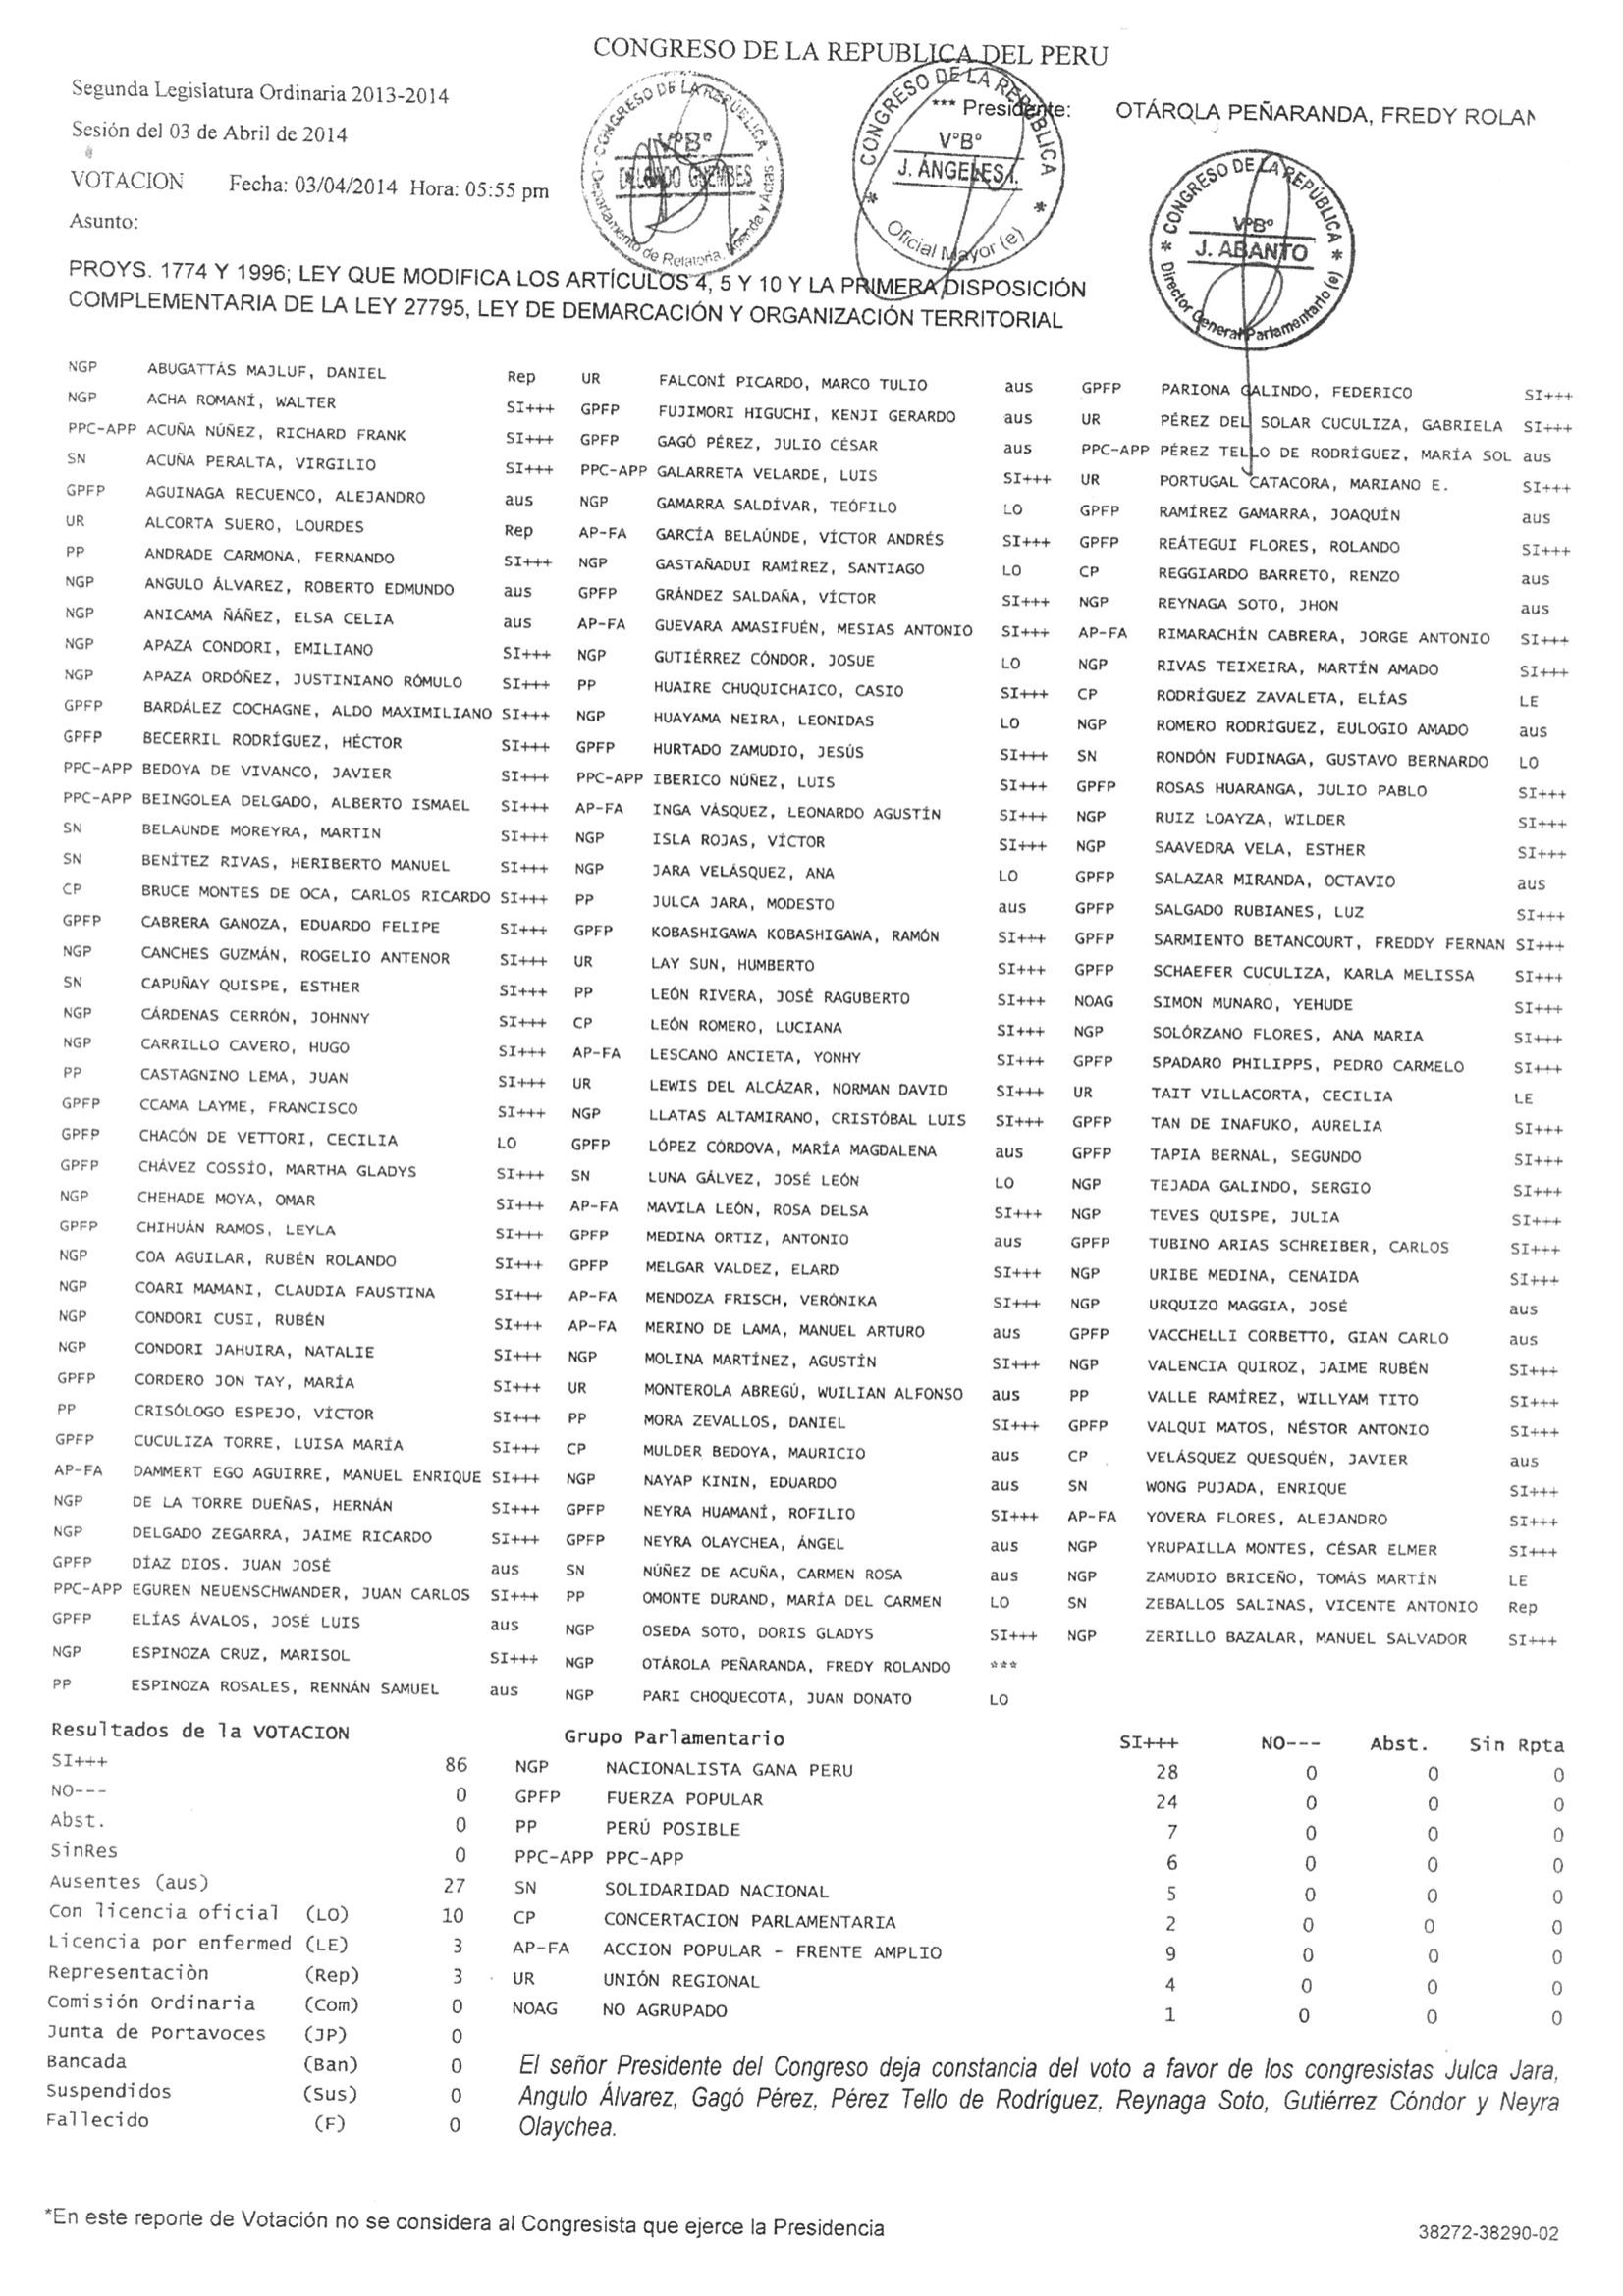 CONGRESO DE LA REPUBLICA DEL PERU
Segunda Legislatura Ordinaria 2013-2014
*** Presidente: OTÁROLA PEÑARANDA, FREDY ROLAN
Sesión del 03 de Abril de 2014
VOTACION Fecha: 03/04/2014 Hora: 05:55 pm
Asunto:
CONGRESO DE LA REPÚBLICA - Departamento de Relatoría, Agenda y Actas
V°B°
DELGADO GUEMBES
CONGRESO DE LA REPÚBLICA
V°B°
J. ÁNGELES I.
Oficial Mayor (e)
CONGRESO DE LA REPÚBLICA
V°B°
J. ABANTO
Director General Parlamentario (e)
PROYS. 1774 Y 1996; LEY QUE MODIFICA LOS ARTÍCULOS 4, 5 Y 10 Y LA PRIMERA DISPOSICIÓN
COMPLEMENTARIA DE LA LEY 27795, LEY DE DEMARCACIÓN Y ORGANIZACIÓN TERRITORIAL
NGP ABUGATTÁS MAJLUF, DANIEL Rep
NGP ACHA ROMANÍ, WALTER SI+++
PPC-APP ACUÑA NÚÑEZ, RICHARD FRANK SI+++
SN ACUÑA PERALTA, VIRGILIO SI+++
GPFP AGUINAGA RECUENCO, ALEJANDRO aus
UR ALCORTA SUERO, LOURDES Rep
PP ANDRADE CARMONA, FERNANDO SI+++
NGP ANGULO ÁLVAREZ, ROBERTO EDMUNDO aus
NGP ANICAMA ÑÁÑEZ, ELSA CELIA aus
NGP APAZA CONDORI, EMILIANO SI+++
NGP APAZA ORDÓÑEZ, JUSTINIANO RÓMULO SI+++
GPFP BARDÁLEZ COCHAGNE, ALDO MAXIMILIANO SI+++
GPFP BECERRIL RODRÍGUEZ, HÉCTOR SI+++
PPC-APP BEDOYA DE VIVANCO, JAVIER SI+++
PPC-APP BEINGOLEA DELGADO, ALBERTO ISMAEL SI+++
SN BELAUNDE MOREYRA, MARTIN SI+++
SN BENÍTEZ RIVAS, HERIBERTO MANUEL SI+++
CP BRUCE MONTES DE OCA, CARLOS RICARDO SI+++
GPFP CABRERA GANOZA, EDUARDO FELIPE SI+++
NGP CANCHES GUZMÁN, ROGELIO ANTENOR SI+++
SN CAPUÑAY QUISPE, ESTHER SI+++
NGP CÁRDENAS CERRÓN, JOHNNY SI+++
NGP CARRILLO CAVERO, HUGO SI+++
PP CASTAGNINO LEMA, JUAN SI+++
GPFP CCAMA LAYME, FRANCISCO SI+++
GPFP CHACÓN DE VETTORI, CECILIA LO
GPFP CHÁVEZ COSSÍO, MARTHA GLADYS SI+++
NGP CHEHADE MOYA, OMAR SI+++
GPFP CHIHUÁN RAMOS, LEYLA SI+++
NGP COA AGUILAR, RUBÉN ROLANDO SI+++
NGP COARI MAMANI, CLAUDIA FAUSTINA SI+++
NGP CONDORI CUSI, RUBÉN SI+++
NGP CONDORI JAHUIRA, NATALIE SI+++
GPFP CORDERO JON TAY, MARÍA SI+++
PP CRISÓLOGO ESPEJO, VÍCTOR SI+++
GPFP CUCULIZA TORRE, LUISA MARÍA SI+++
AP-FA DAMMERT EGO AGUIRRE, MANUEL ENRIQUE SI+++
NGP DE LA TORRE DUEÑAS, HERNÁN SI+++
NGP DELGADO ZEGARRA, JAIME RICARDO SI+++
GPFP DÍAZ DIOS. JUAN JOSÉ aus
PPC-APP EGUREN NEUENSCHWANDER, JUAN CARLOS SI+++
GPFP ELÍAS ÁVALOS, JOSÉ LUIS aus
NGP ESPINOZA CRUZ, MARISOL SI+++
PP ESPINOZA ROSALES, RENNÁN SAMUEL aus
UR FALCONÍ PICARDO, MARCO TULIO aus
GPFP FUJIMORI HIGUCHI, KENJI GERARDO aus
GPFP GAGÓ PÉREZ, JULIO CÉSAR aus
PPC-APP GALARRETA VELARDE, LUIS SI+++
NGP GAMARRA SALDÍVAR, TEÓFILO LO
AP-FA GARCÍA BELAÚNDE, VÍCTOR ANDRÉS SI+++
NGP GASTAÑADUI RAMÍREZ, SANTIAGO LO
GPFP GRÁNDEZ SALDAÑA, VÍCTOR SI+++
AP-FA GUEVARA AMASIFUÉN, MESIAS ANTONIO SI+++
NGP GUTIÉRREZ CÓNDOR, JOSUE LO
PP HUAIRE CHUQUICHAICO, CASIO SI+++
NGP HUAYAMA NEIRA, LEONIDAS LO
GPFP HURTADO ZAMUDIO, JESÚS SI+++
PPC-APP IBERICO NÚÑEZ, LUIS SI+++
AP-FA INGA VÁSQUEZ, LEONARDO AGUSTÍN SI+++
NGP ISLA ROJAS, VÍCTOR SI+++
NGP JARA VELÁSQUEZ, ANA LO
PP JULCA JARA, MODESTO aus
GPFP KOBASHIGAWA KOBASHIGAWA, RAMÓN SI+++
UR LAY SUN, HUMBERTO SI+++
PP LEÓN RIVERA, JOSÉ RAGUBERTO SI+++
CP LEÓN ROMERO, LUCIANA SI+++
AP-FA LESCANO ANCIETA, YONHY SI+++
UR LEWIS DEL ALCÁZAR, NORMAN DAVID SI+++
NGP LLATAS ALTAMIRANO, CRISTÓBAL LUIS SI+++
GPFP LÓPEZ CÓRDOVA, MARÍA MAGDALENA aus
SN LUNA GÁLVEZ, JOSÉ LEÓN LO
AP-FA MAVILA LEÓN, ROSA DELSA SI+++
GPFP MEDINA ORTIZ, ANTONIO aus
GPFP MELGAR VALDEZ, ELARD SI+++
AP-FA MENDOZA FRISCH, VERÓNIKA SI+++
AP-FA MERINO DE LAMA, MANUEL ARTURO aus
NGP MOLINA MARTÍNEZ, AGUSTÍN SI+++
UR MONTEROLA ABREGÚ, WUILIAN ALFONSO aus
PP MORA ZEVALLOS, DANIEL SI+++
CP MULDER BEDOYA, MAURICIO aus
NGP NAYAP KININ, EDUARDO aus
GPFP NEYRA HUAMANÍ, ROFILIO SI+++
GPFP NEYRA OLAYCHEA, ÁNGEL aus
SN NÚÑEZ DE ACUÑA, CARMEN ROSA aus
PP OMONTE DURAND, MARÍA DEL CARMEN LO
NGP OSEDA SOTO, DORIS GLADYS SI+++
NGP OTÁROLA PEÑARANDA, FREDY ROLANDO ***
NGP PARI CHOQUECOTA, JUAN DONATO LO
GPFP PARIONA GALINDO, FEDERICO SI+++
UR PÉREZ DEL SOLAR CUCULIZA, GABRIELA SI+++
PPC-APP PÉREZ TELLO DE RODRÍGUEZ, MARÍA SOL aus
UR PORTUGAL CATACORA, MARIANO E. SI+++
GPFP RAMÍREZ GAMARRA, JOAQUÍN aus
GPFP REÁTEGUI FLORES, ROLANDO SI+++
CP REGGIARDO BARRETO, RENZO aus
NGP REYNAGA SOTO, JHON aus
AP-FA RIMARACHÍN CABRERA, JORGE ANTONIO SI+++
NGP RIVAS TEIXEIRA, MARTÍN AMADO SI+++
CP RODRÍGUEZ ZAVALETA, ELÍAS LE
NGP ROMERO RODRÍGUEZ, EULOGIO AMADO aus
SN RONDÓN FUDINAGA, GUSTAVO BERNARDO LO
GPFP ROSAS HUARANGA, JULIO PABLO SI+++
NGP RUIZ LOAYZA, WILDER SI+++
NGP SAAVEDRA VELA, ESTHER SI+++
GPFP SALAZAR MIRANDA, OCTAVIO aus
GPFP SALGADO RUBIANES, LUZ SI+++
GPFP SARMIENTO BETANCOURT, FREDDY FERNAN SI+++
GPFP SCHAEFER CUCULIZA, KARLA MELISSA SI+++
NOAG SIMON MUNARO, YEHUDE SI+++
NGP SOLÓRZANO FLORES, ANA MARIA SI+++
GPFP SPADARO PHILIPPS, PEDRO CARMELO SI+++
UR TAIT VILLACORTA, CECILIA LE
GPFP TAN DE INAFUKO, AURELIA SI+++
GPFP TAPIA BERNAL, SEGUNDO SI+++
NGP TEJADA GALINDO, SERGIO SI+++
NGP TEVES QUISPE, JULIA SI+++
GPFP TUBINO ARIAS SCHREIBER, CARLOS SI+++
NGP URIBE MEDINA, CENAIDA SI+++
NGP URQUIZO MAGGIA, JOSÉ aus
GPFP VACCHELLI CORBETTO, GIAN CARLO aus
NGP VALENCIA QUIROZ, JAIME RUBÉN SI+++
PP VALLE RAMÍREZ, WILLYAM TITO SI+++
GPFP VALQUI MATOS, NÉSTOR ANTONIO SI+++
CP VELÁSQUEZ QUESQUÉN, JAVIER aus
SN WONG PUJADA, ENRIQUE SI+++
AP-FA YOVERA FLORES, ALEJANDRO SI+++
NGP YRUPAILLA MONTES, CÉSAR ELMER SI+++
NGP ZAMUDIO BRICEÑO, TOMÁS MARTÍN LE
SN ZEBALLOS SALINAS, VICENTE ANTONIO Rep
NGP ZERILLO BAZALAR, MANUEL SALVADOR SI+++
Resultados de la VOTACION
SI+++ 86
NO--- 0
Abst. 0
SinRes 0
Ausentes (aus) 27
Con licencia oficial (LO) 10
Licencia por enfermed (LE) 3
Representación (Rep) 3
Comisión Ordinaria (Com) 0
Junta de Portavoces (JP) 0
Bancada (Ban) 0
Suspendidos (Sus) 0
Fallecido (F) 0
Grupo Parlamentario SI+++ NO--- Abst. Sin Rpta
NGP NACIONALISTA GANA PERU 28 0 0 0
GPFP FUERZA POPULAR 24 0 0 0
PP PERÚ POSIBLE 7 0 0 0
PPC-APP PPC-APP 6 0 0 0
SN SOLIDARIDAD NACIONAL 5 0 0 0
CP CONCERTACION PARLAMENTARIA 2 0 0 0
AP-FA ACCION POPULAR - FRENTE AMPLIO 9 0 0 0
UR UNIÓN REGIONAL 4 0 0 0
NOAG NO AGRUPADO 1 0 0 0
El señor Presidente del Congreso deja constancia del voto a favor de los congresistas Julca Jara,
Angulo Álvarez, Gagó Pérez, Pérez Tello de Rodríguez, Reynaga Soto, Gutiérrez Cóndor y Neyra
Olaychea.
*En este reporte de Votación no se considera al Congresista que ejerce la Presidencia
38272-38290-02